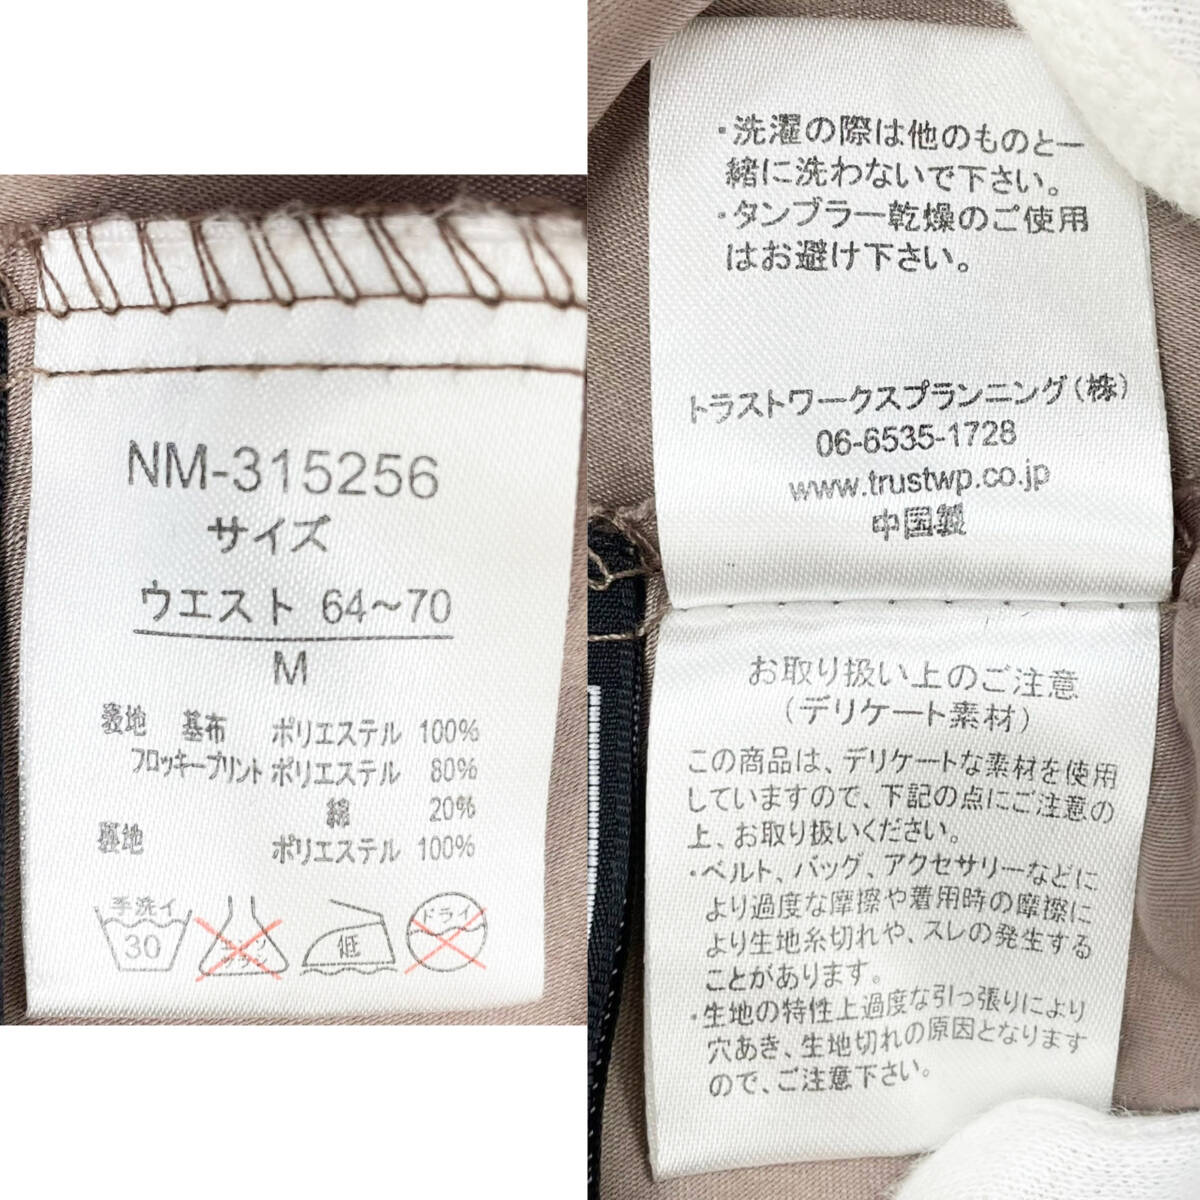 NM-315256
サイズ
ウエスト 64～70
M
表地 基布 ポリエステル 100%
フロッキープリント ポリエステル 80%
綿 20%
裏地 ポリエステル 100%
手洗イ
30
エンソ
サラシ
低
ドライ
・洗濯の際は他のものと一
緒に洗わないで下さい。
・タンブラー乾燥のご使用
はお避け下さい。
トラストワークスプランニング(株)
06-6535-1728
www.trustwp.co.jp
中国製
お取り扱い上のご注意
(デリケート素材)
この商品は、デリケートな素材を使用
していますので、下記の点にご注意の
上、お取り扱いください。
・ベルト、バッグ、アクセサリーなどに
より過度な摩擦や着用時の摩擦に
より生地糸切れや、スレの発生する
ことがあります。
・生地の特性上過度な引っ張りにより
穴あき、生地切れの原因となります
ので、ご注意下さい。